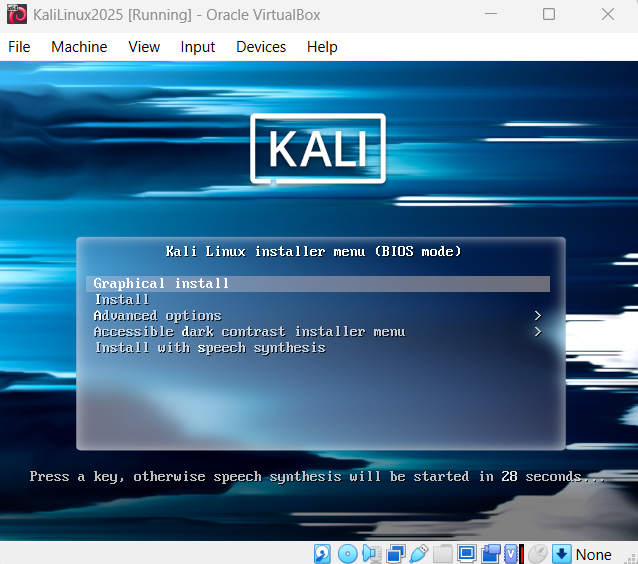 KaliLinux2025 [Running] - Oracle VirtualBox
File Machine View Input Devices Help
KALI
Kali Linux installer menu (BIOS mode)
Graphical install
Install
Advanced options >
Accessible dark contrast installer menu >
Install with speech synthesis
Press a key, otherwise speech synthesis will be started in 28 seconds...
None